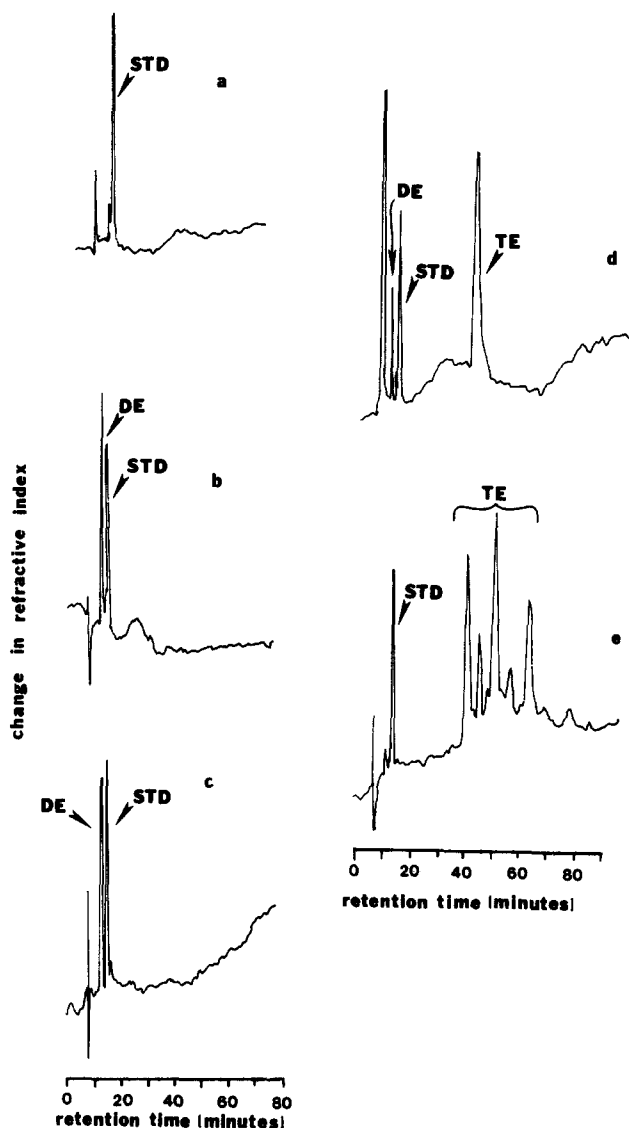 STD
a
DE
STD
b
DE
STD
c
0 20 40 60 80
retention time (minutes)
change in refractive index
DE
STD
TE
d
TE
STD
e
0 20 40 60 80
retention time (minutes)